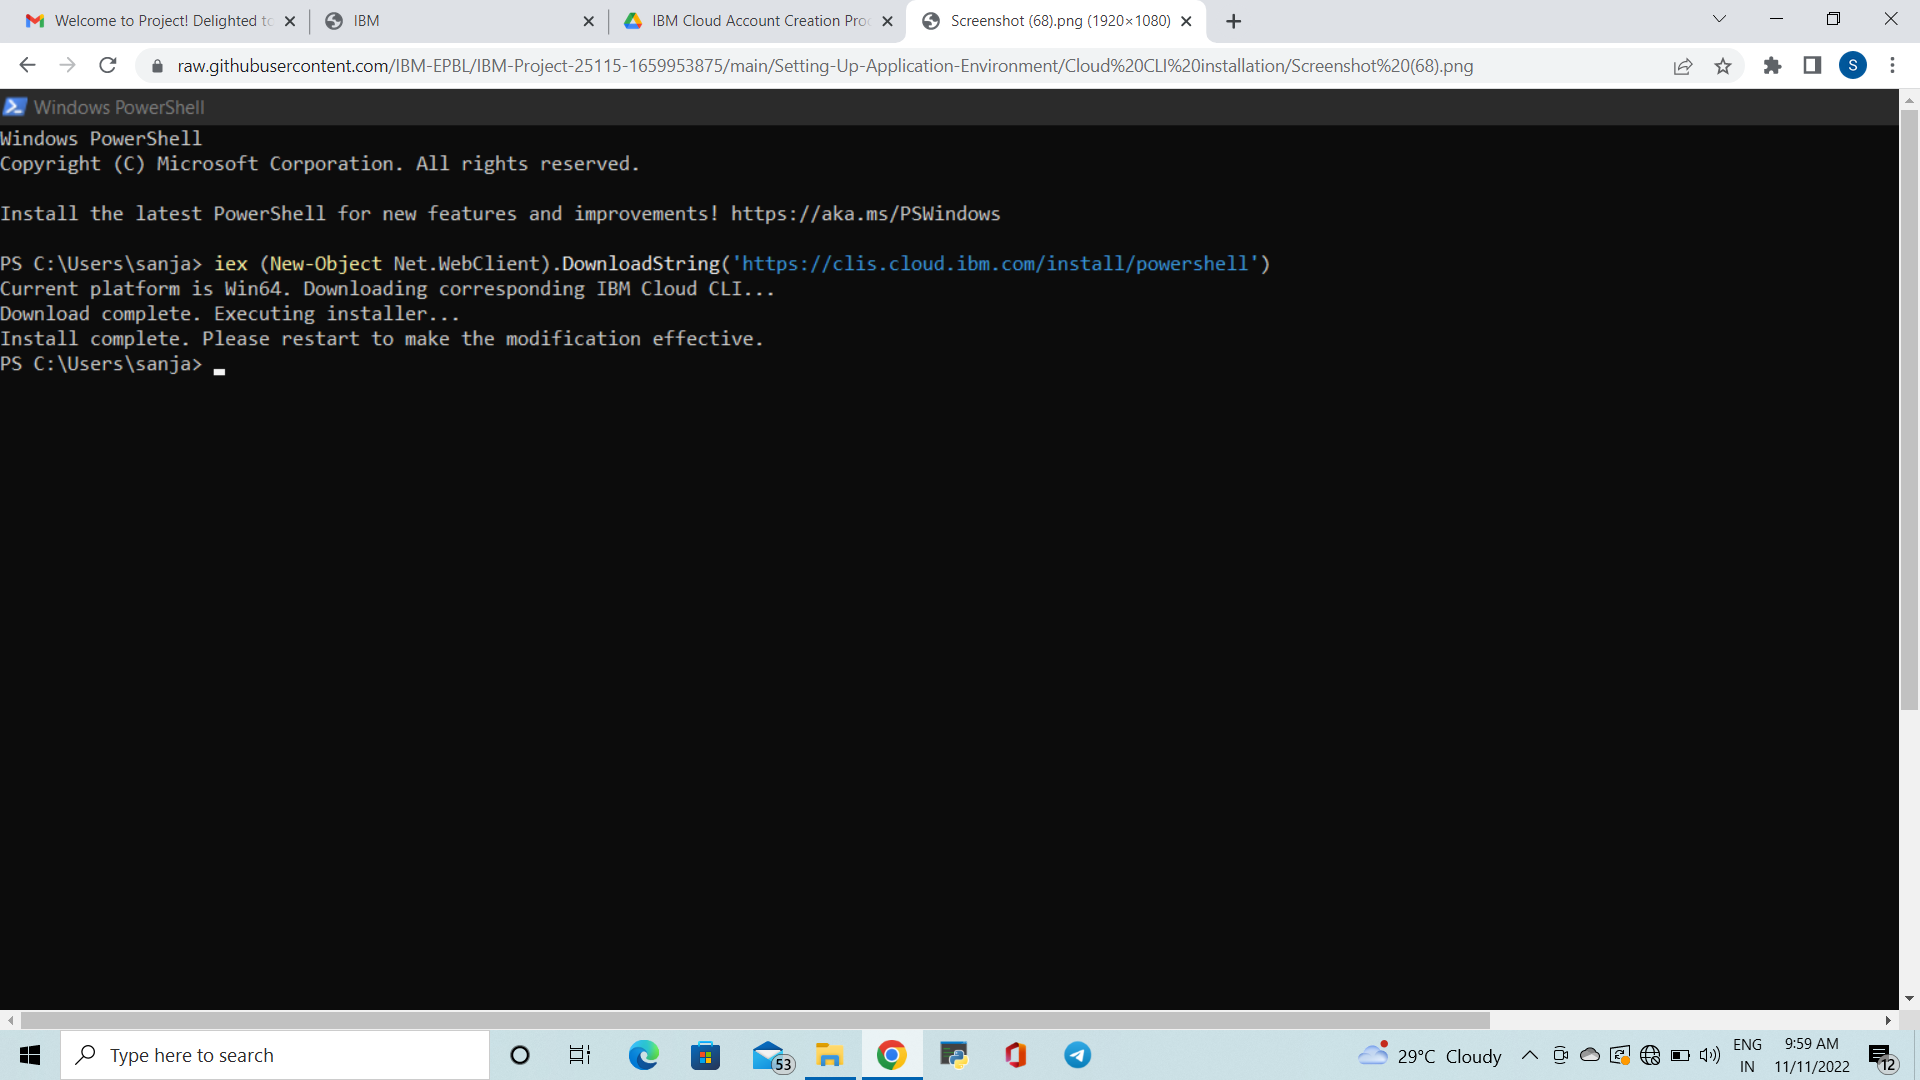 Welcome to Project! Delighted to
IBM
IBM Cloud Account Creation Pro
Screenshot (68).png (1920×1080)
raw.githubusercontent.com/IBM-EPBL/IBM-Project-25115-1659953875/main/Setting-Up-Application-Environment/Cloud%20CLI%20installation/Screenshot%20(68).png
S
Windows PowerShell
Windows PowerShell
Copyright (C) Microsoft Corporation. All rights reserved.
Install the latest PowerShell for new features and improvements! https://aka.ms/PSWindows
PS C:\Users\sanja> iex (New-Object Net.WebClient).DownloadString('https://clis.cloud.ibm.com/install/powershell')
Current platform is Win64. Downloading corresponding IBM Cloud CLI...
Download complete. Executing installer...
Install complete. Please restart to make the modification effective.
PS C:\Users\sanja>
Type here to search
53
29°C Cloudy
ENG
IN
9:59 AM
11/11/2022
12